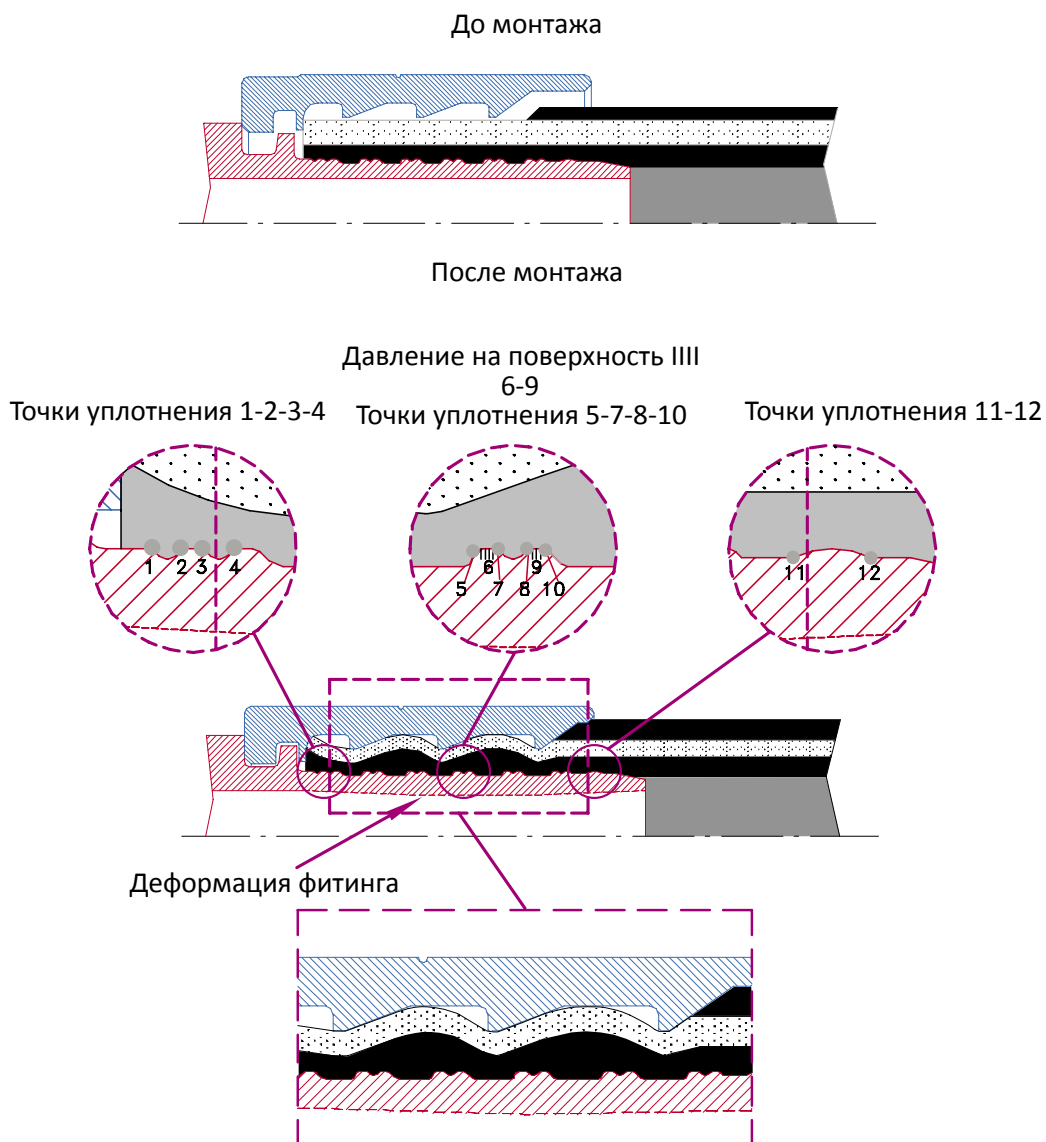 До монтажа
После монтажа
Давление на поверхность IIII
6-9
Точки уплотнения 1-2-3-4
Точки уплотнения 5-7-8-10
Точки уплотнения 11-12
1 2 3 4
5 6 7 8 9 10
11 12
Деформация фитинга